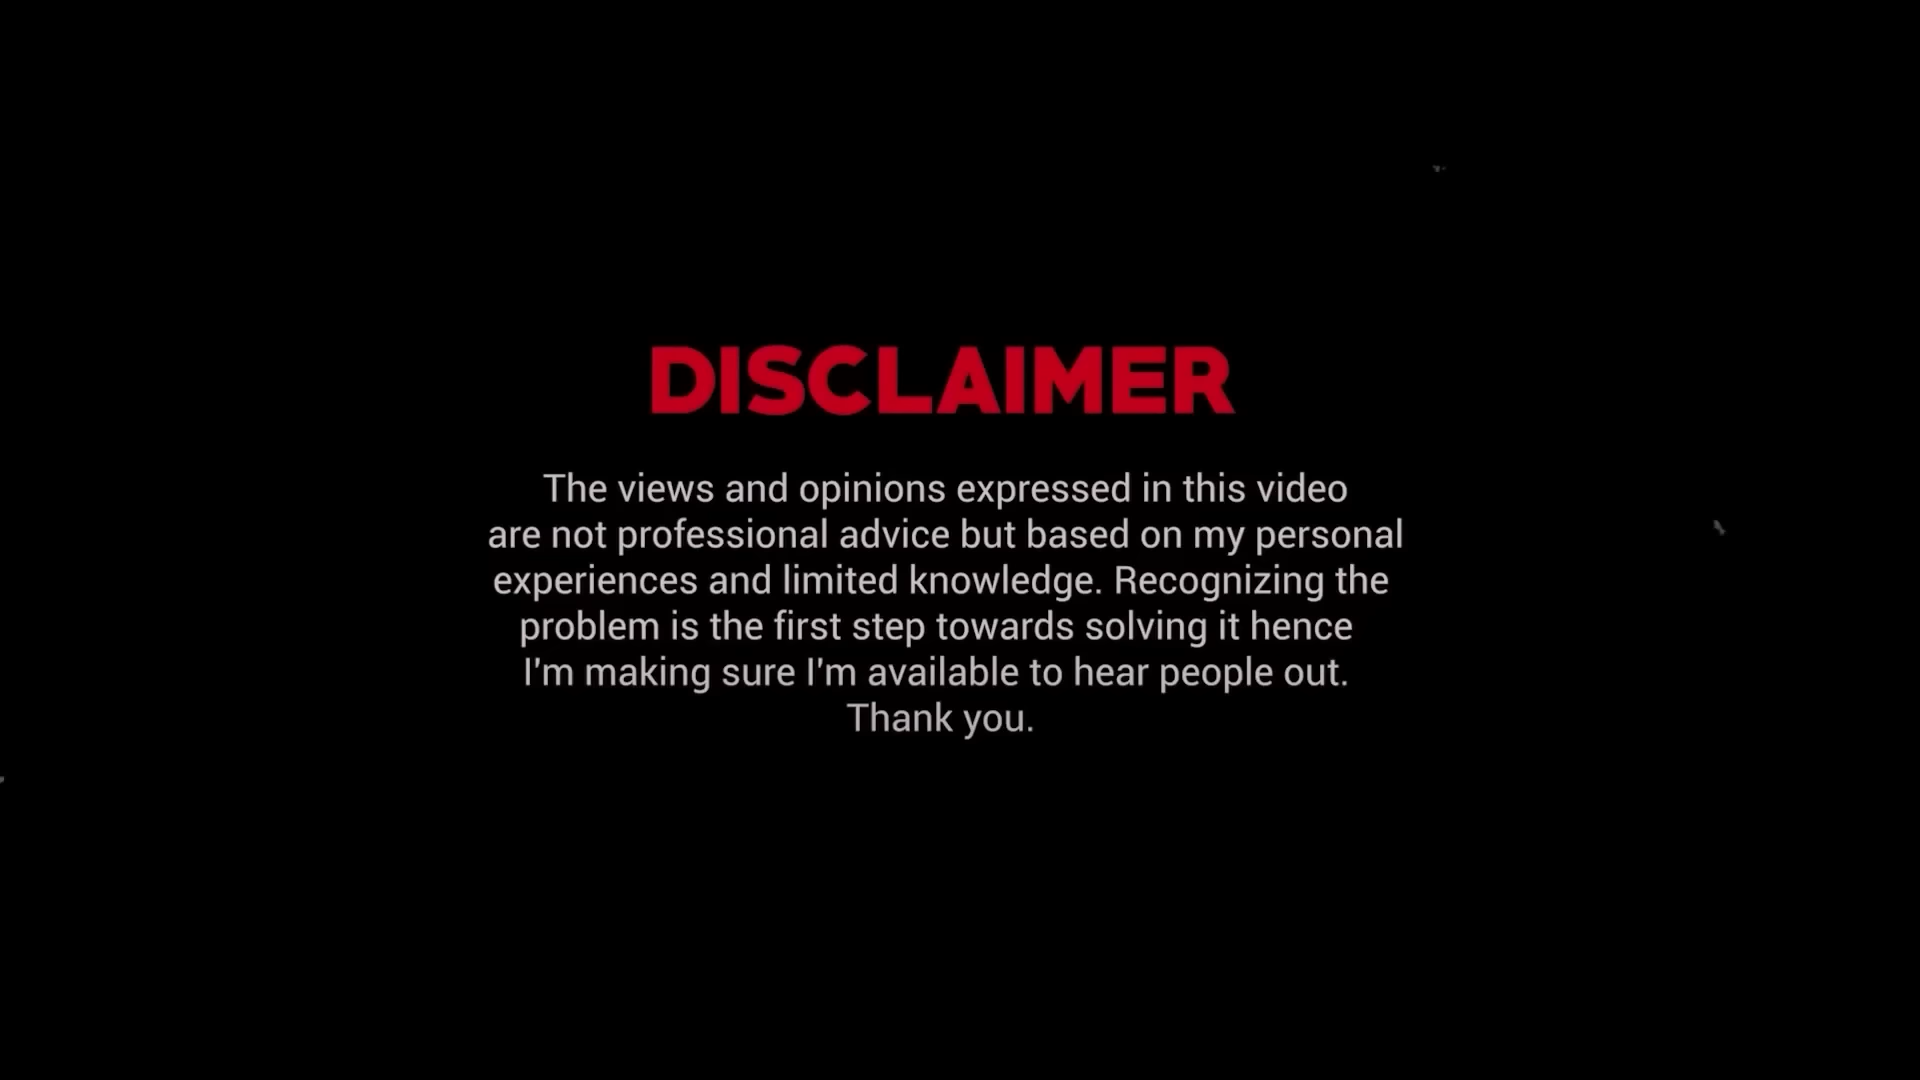 DISCLAIMER
The views and opinions expressed in this video
are not professional advice but based on my personal
experiences and limited knowledge. Recognizing the
problem is the first step towards solving it hence
I'm making sure I'm available to hear people out.
Thank you.